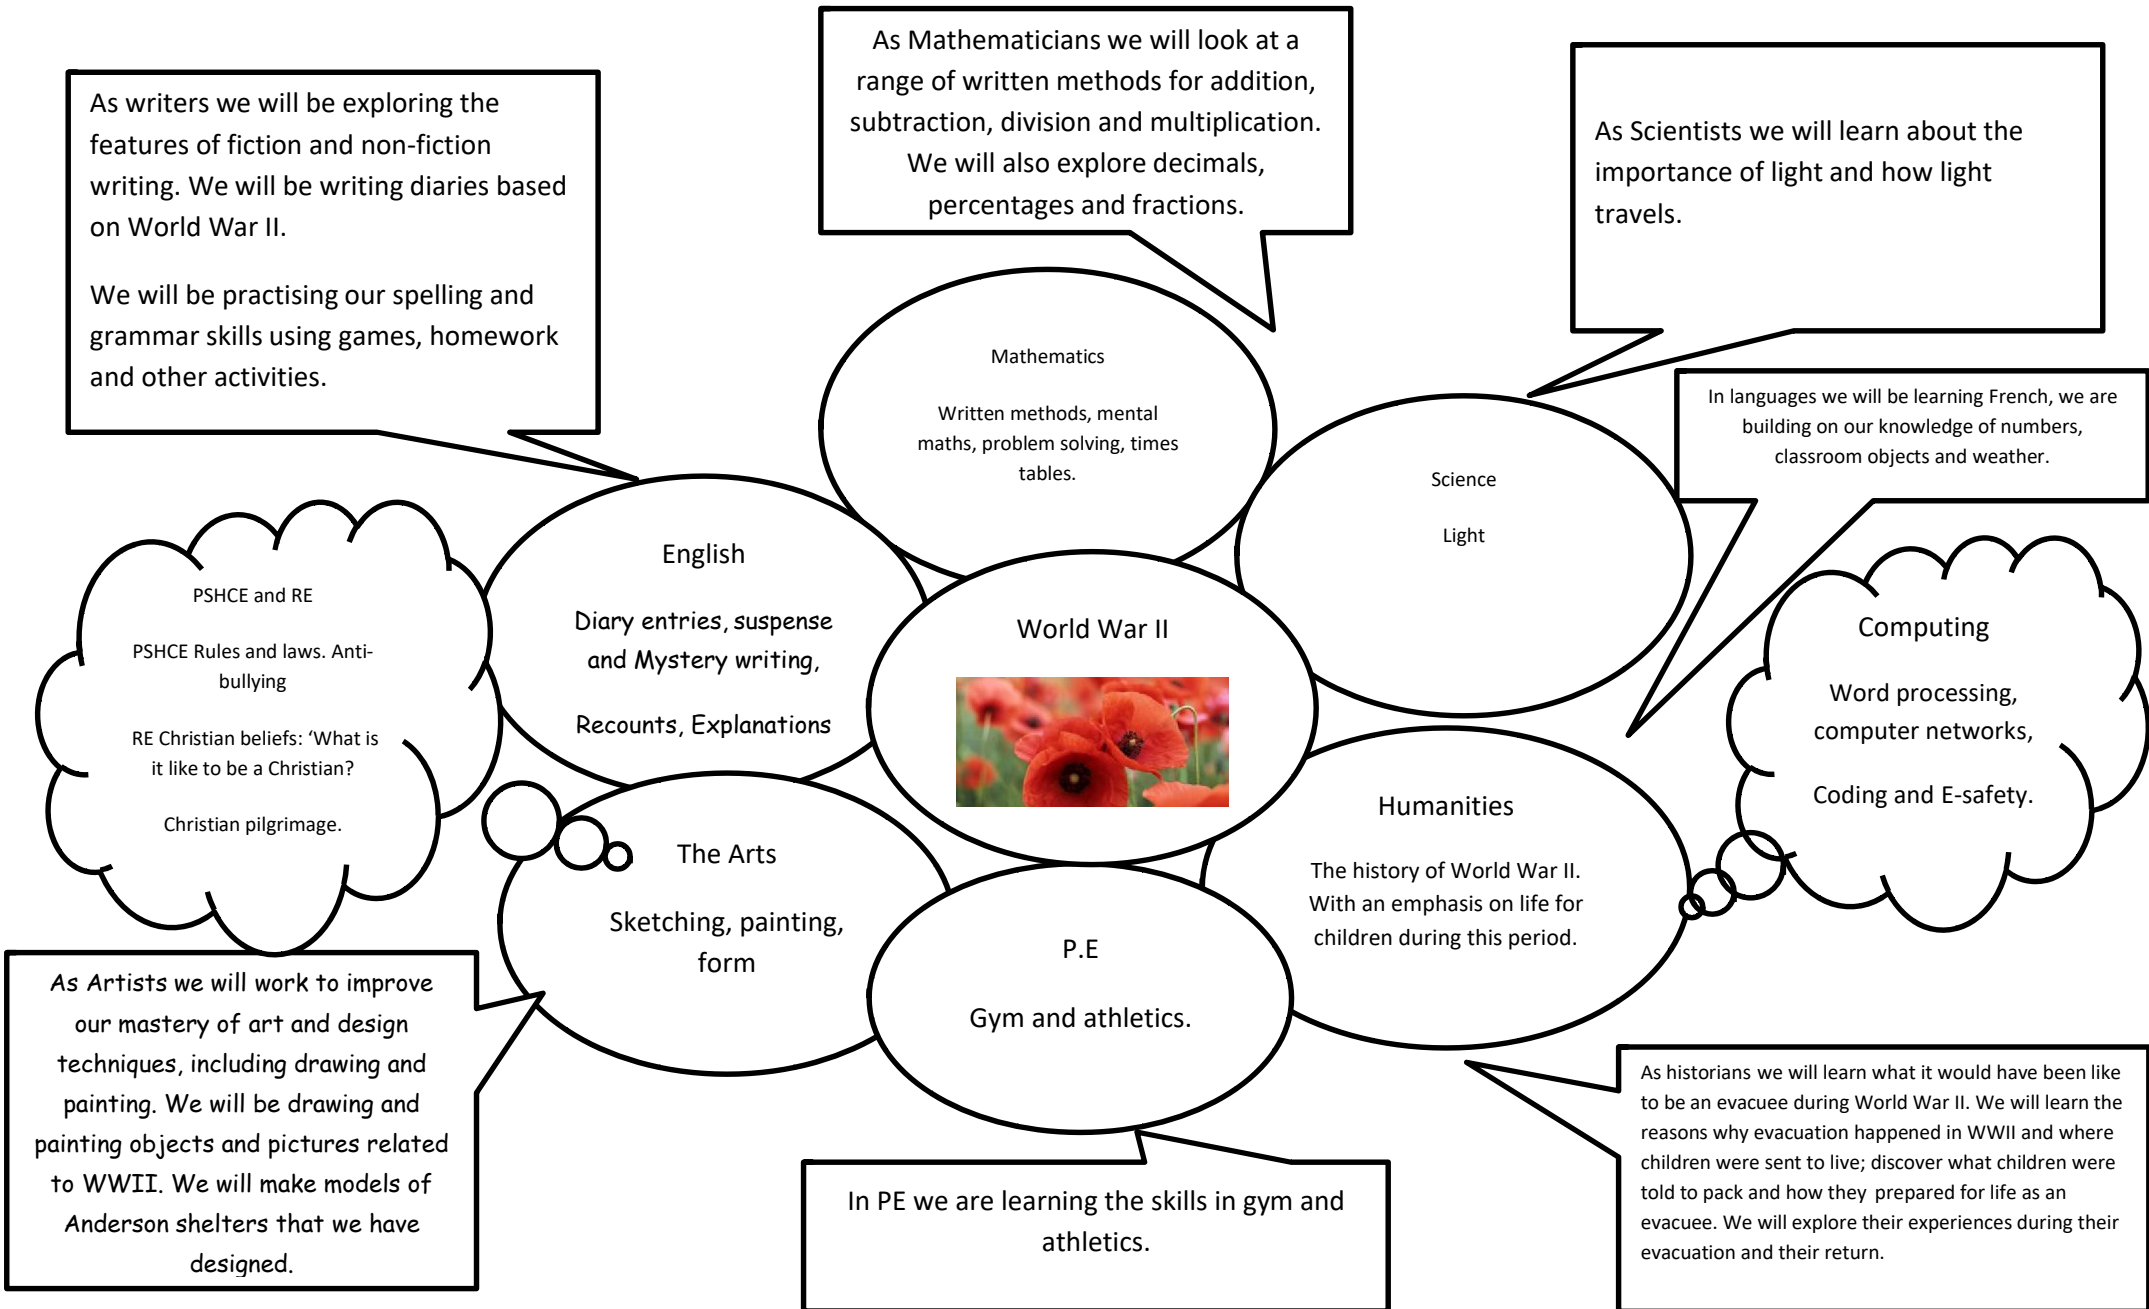 As Mathematicians we will look at a
range of written methods for addition,
subtraction, division and multiplication.
We will also explore decimals,
percentages and fractions.
As writers we will be exploring the
features of fiction and non-fiction
writing. We will be writing diaries based
on World War II.
We will be practising our spelling and
grammar skills using games, homework
and other activities.
As Scientists we will learn about the
importance of light and how light
travels.
Mathematics
Written methods, mental
maths, problem solving, times
tables.
In languages we will be learning French, we are
building on our knowledge of numbers,
classroom objects and weather.
Science
Light
English
Diary entries, suspense
and Mystery writing,
Recounts, Explanations
World War II
PSHCE and RE
PSHCE Rules and laws. Anti-
bullying
RE Christian beliefs: ‘What is
it like to be a Christian?
Christian pilgrimage.
Computing
Word processing,
computer networks,
Coding and E-safety.
The Arts
Sketching, painting,
form
Humanities
The history of World War II.
With an emphasis on life for
children during this period.
P.E
Gym and athletics.
As Artists we will work to improve
our mastery of art and design
techniques, including drawing and
painting. We will be drawing and
painting objects and pictures related
to WWII. We will make models of
Anderson shelters that we have
designed.
In PE we are learning the skills in gym and
athletics.
As historians we will learn what it would have been like
to be an evacuee during World War II. We will learn the
reasons why evacuation happened in WWII and where
children were sent to live; discover what children were
told to pack and how they prepared for life as an
evacuee. We will explore their experiences during their
evacuation and their return.